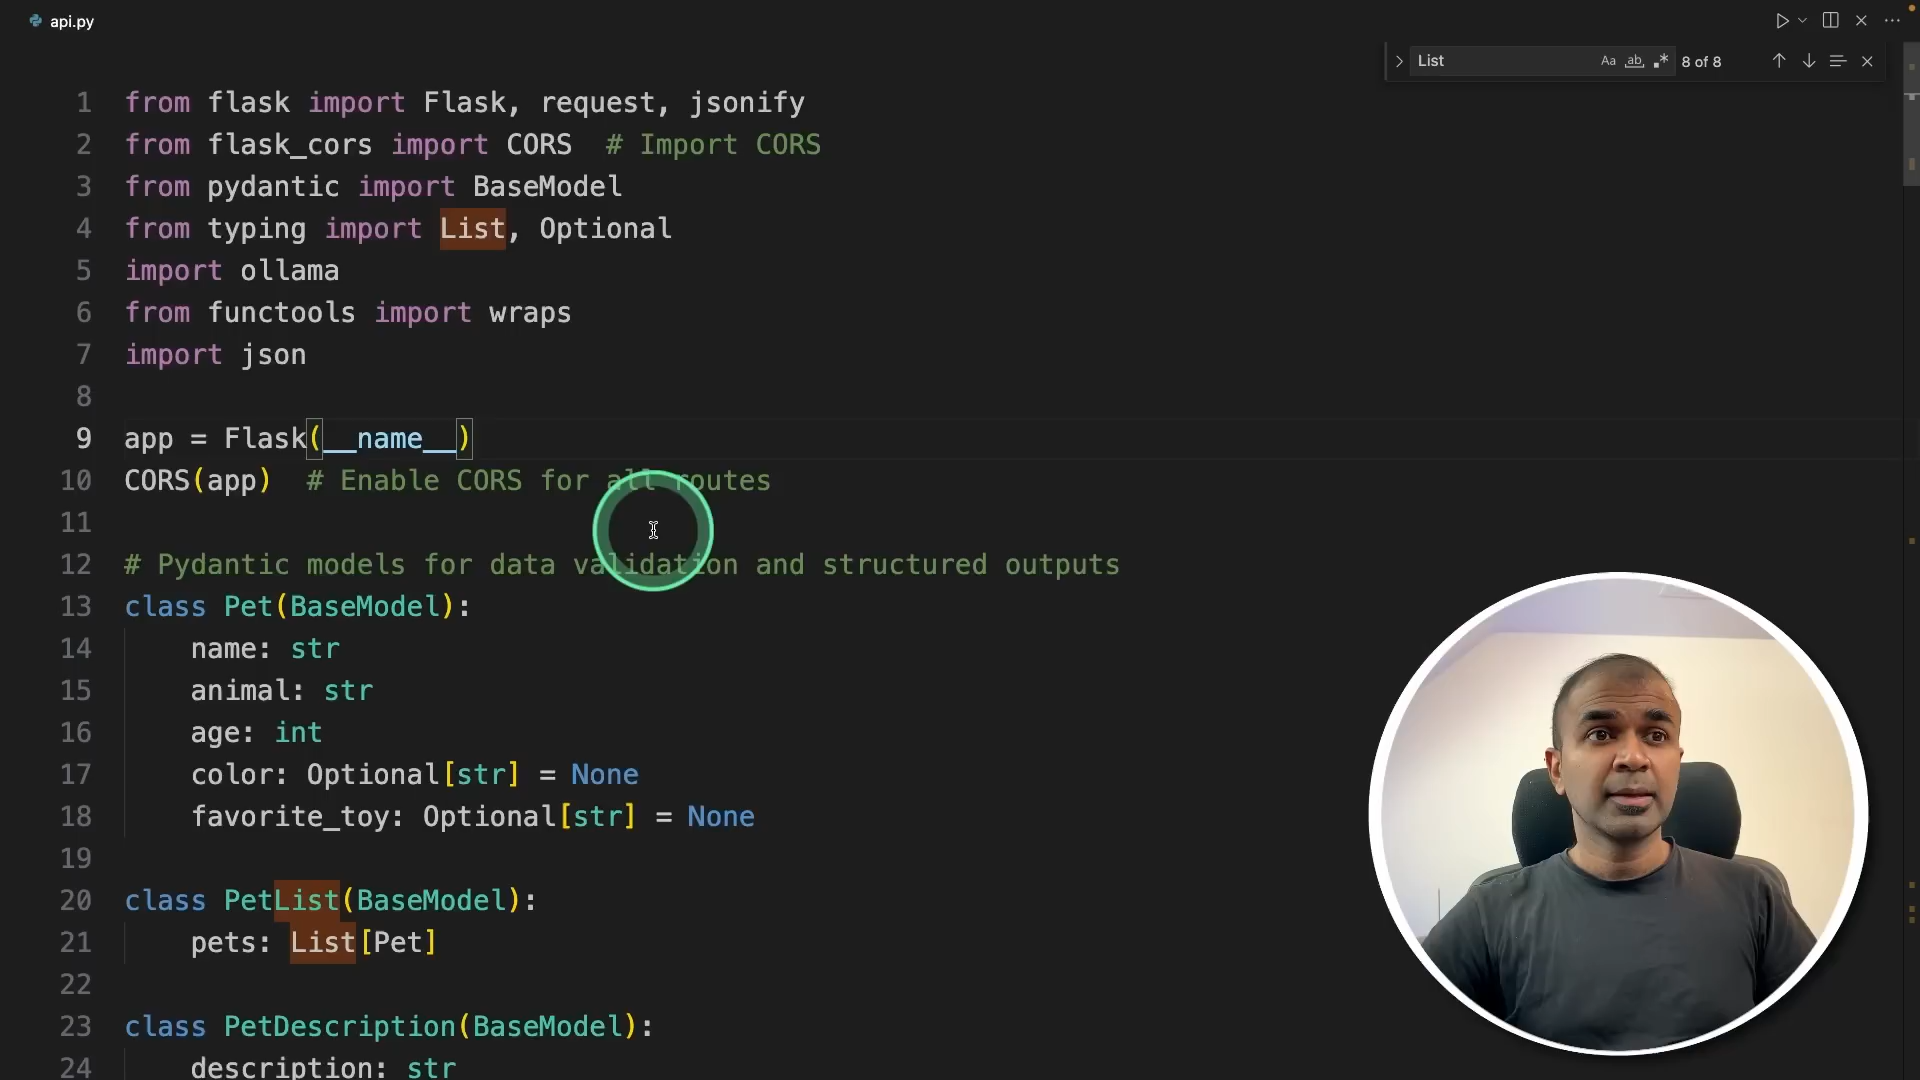 api.py
List Aa ab 8 of 8
1 from flask import Flask, request, jsonify
2 from flask_cors import CORS  # Import CORS
3 from pydantic import BaseModel
4 from typing import List, Optional
5 import ollama
6 from functools import wraps
7 import json
8
9 app = Flask(__name__)
10 CORS(app)  # Enable CORS for all routes
11
12 # Pydantic models for data validation and structured outputs
13 class Pet(BaseModel):
14     name: str
15     animal: str
16     age: int
17     color: Optional[str] = None
18     favorite_toy: Optional[str] = None
19
20 class PetList(BaseModel):
21     pets: List[Pet]
22
23 class PetDescription(BaseModel):
24     description: str